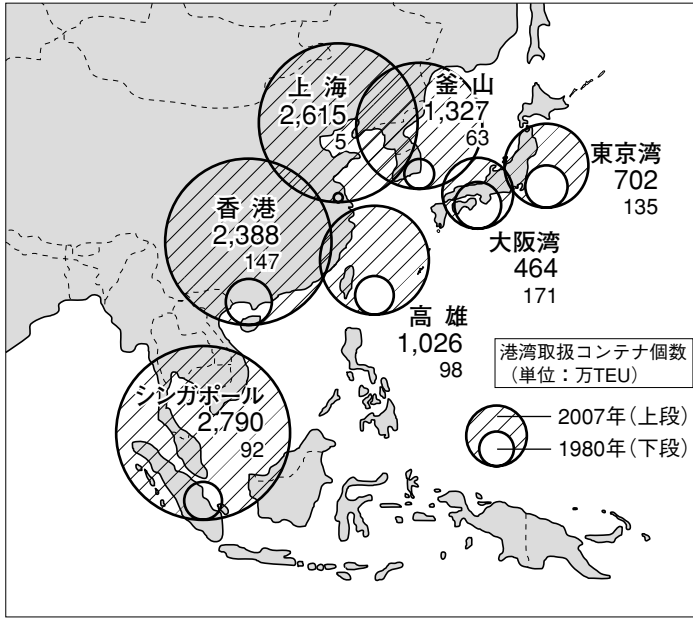 上海
2,615
5
釜山
1,327
63
東京湾
702
135
香港
2,388
147
大阪湾
464
171
高雄
1,026
98
シンガポール
2,790
92
港湾取扱コンテナ個数
（単位：万TEU）
2007年（上段）
1980年（下段）